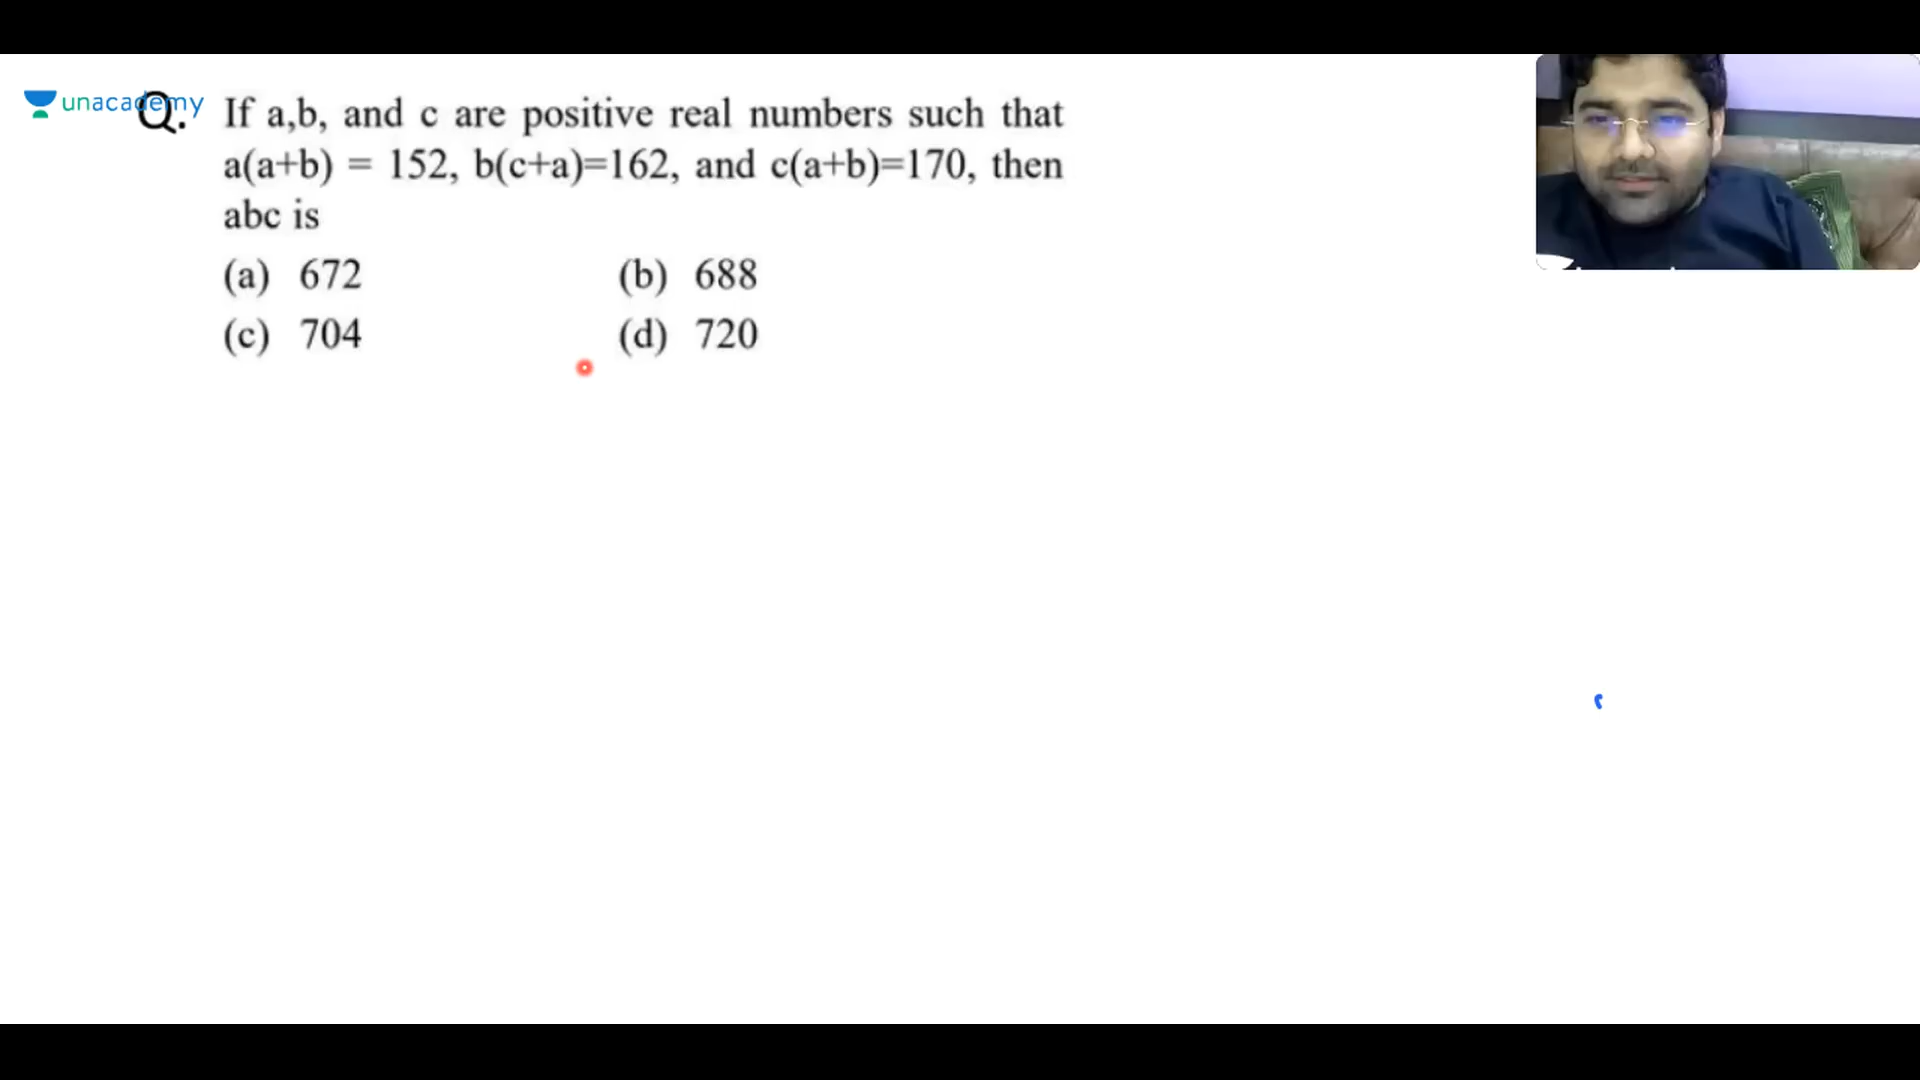 unacademy
Q. If a,b, and c are positive real numbers such that
a(a+b) = 152, b(c+a)=162, and c(a+b)=170, then
abc is
(a) 672 (b) 688
(c) 704 (d) 720